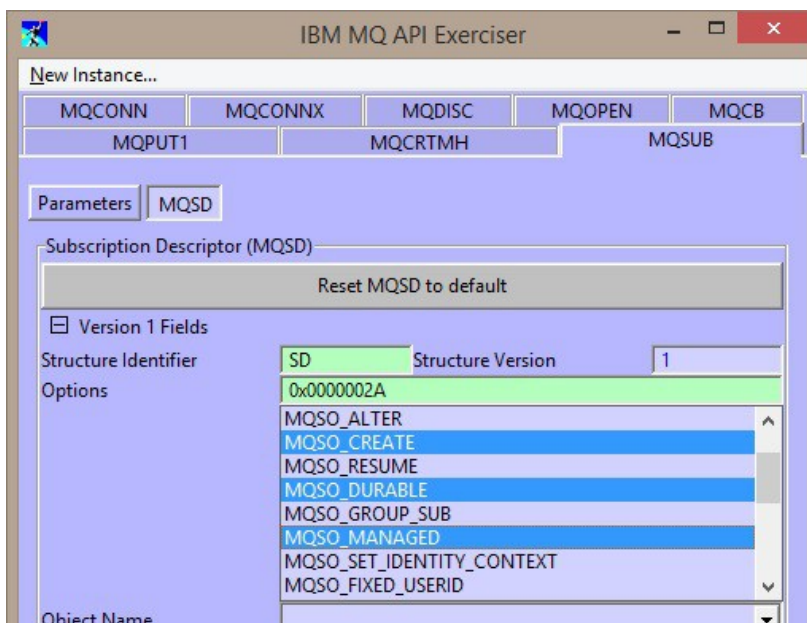 IBM MQ API Exerciser
New Instance...
MQCONN MQCONNX MQDISC MQOPEN MQCB
MQPUT1 MQCRTMH MQSUB
Parameters MQSD
Subscription Descriptor (MQSD)
Reset MQSD to default
Version 1 Fields
Structure Identifier SD Structure Version 1
Options 0x0000002A
MQSO_ALTER
MQSO_CREATE
MQSO_RESUME
MQSO_DURABLE
MQSO_GROUP_SUB
MQSO_MANAGED
MQSO_SET_IDENTITY_CONTEXT
MQSO_FIXED_USERID
Object Name